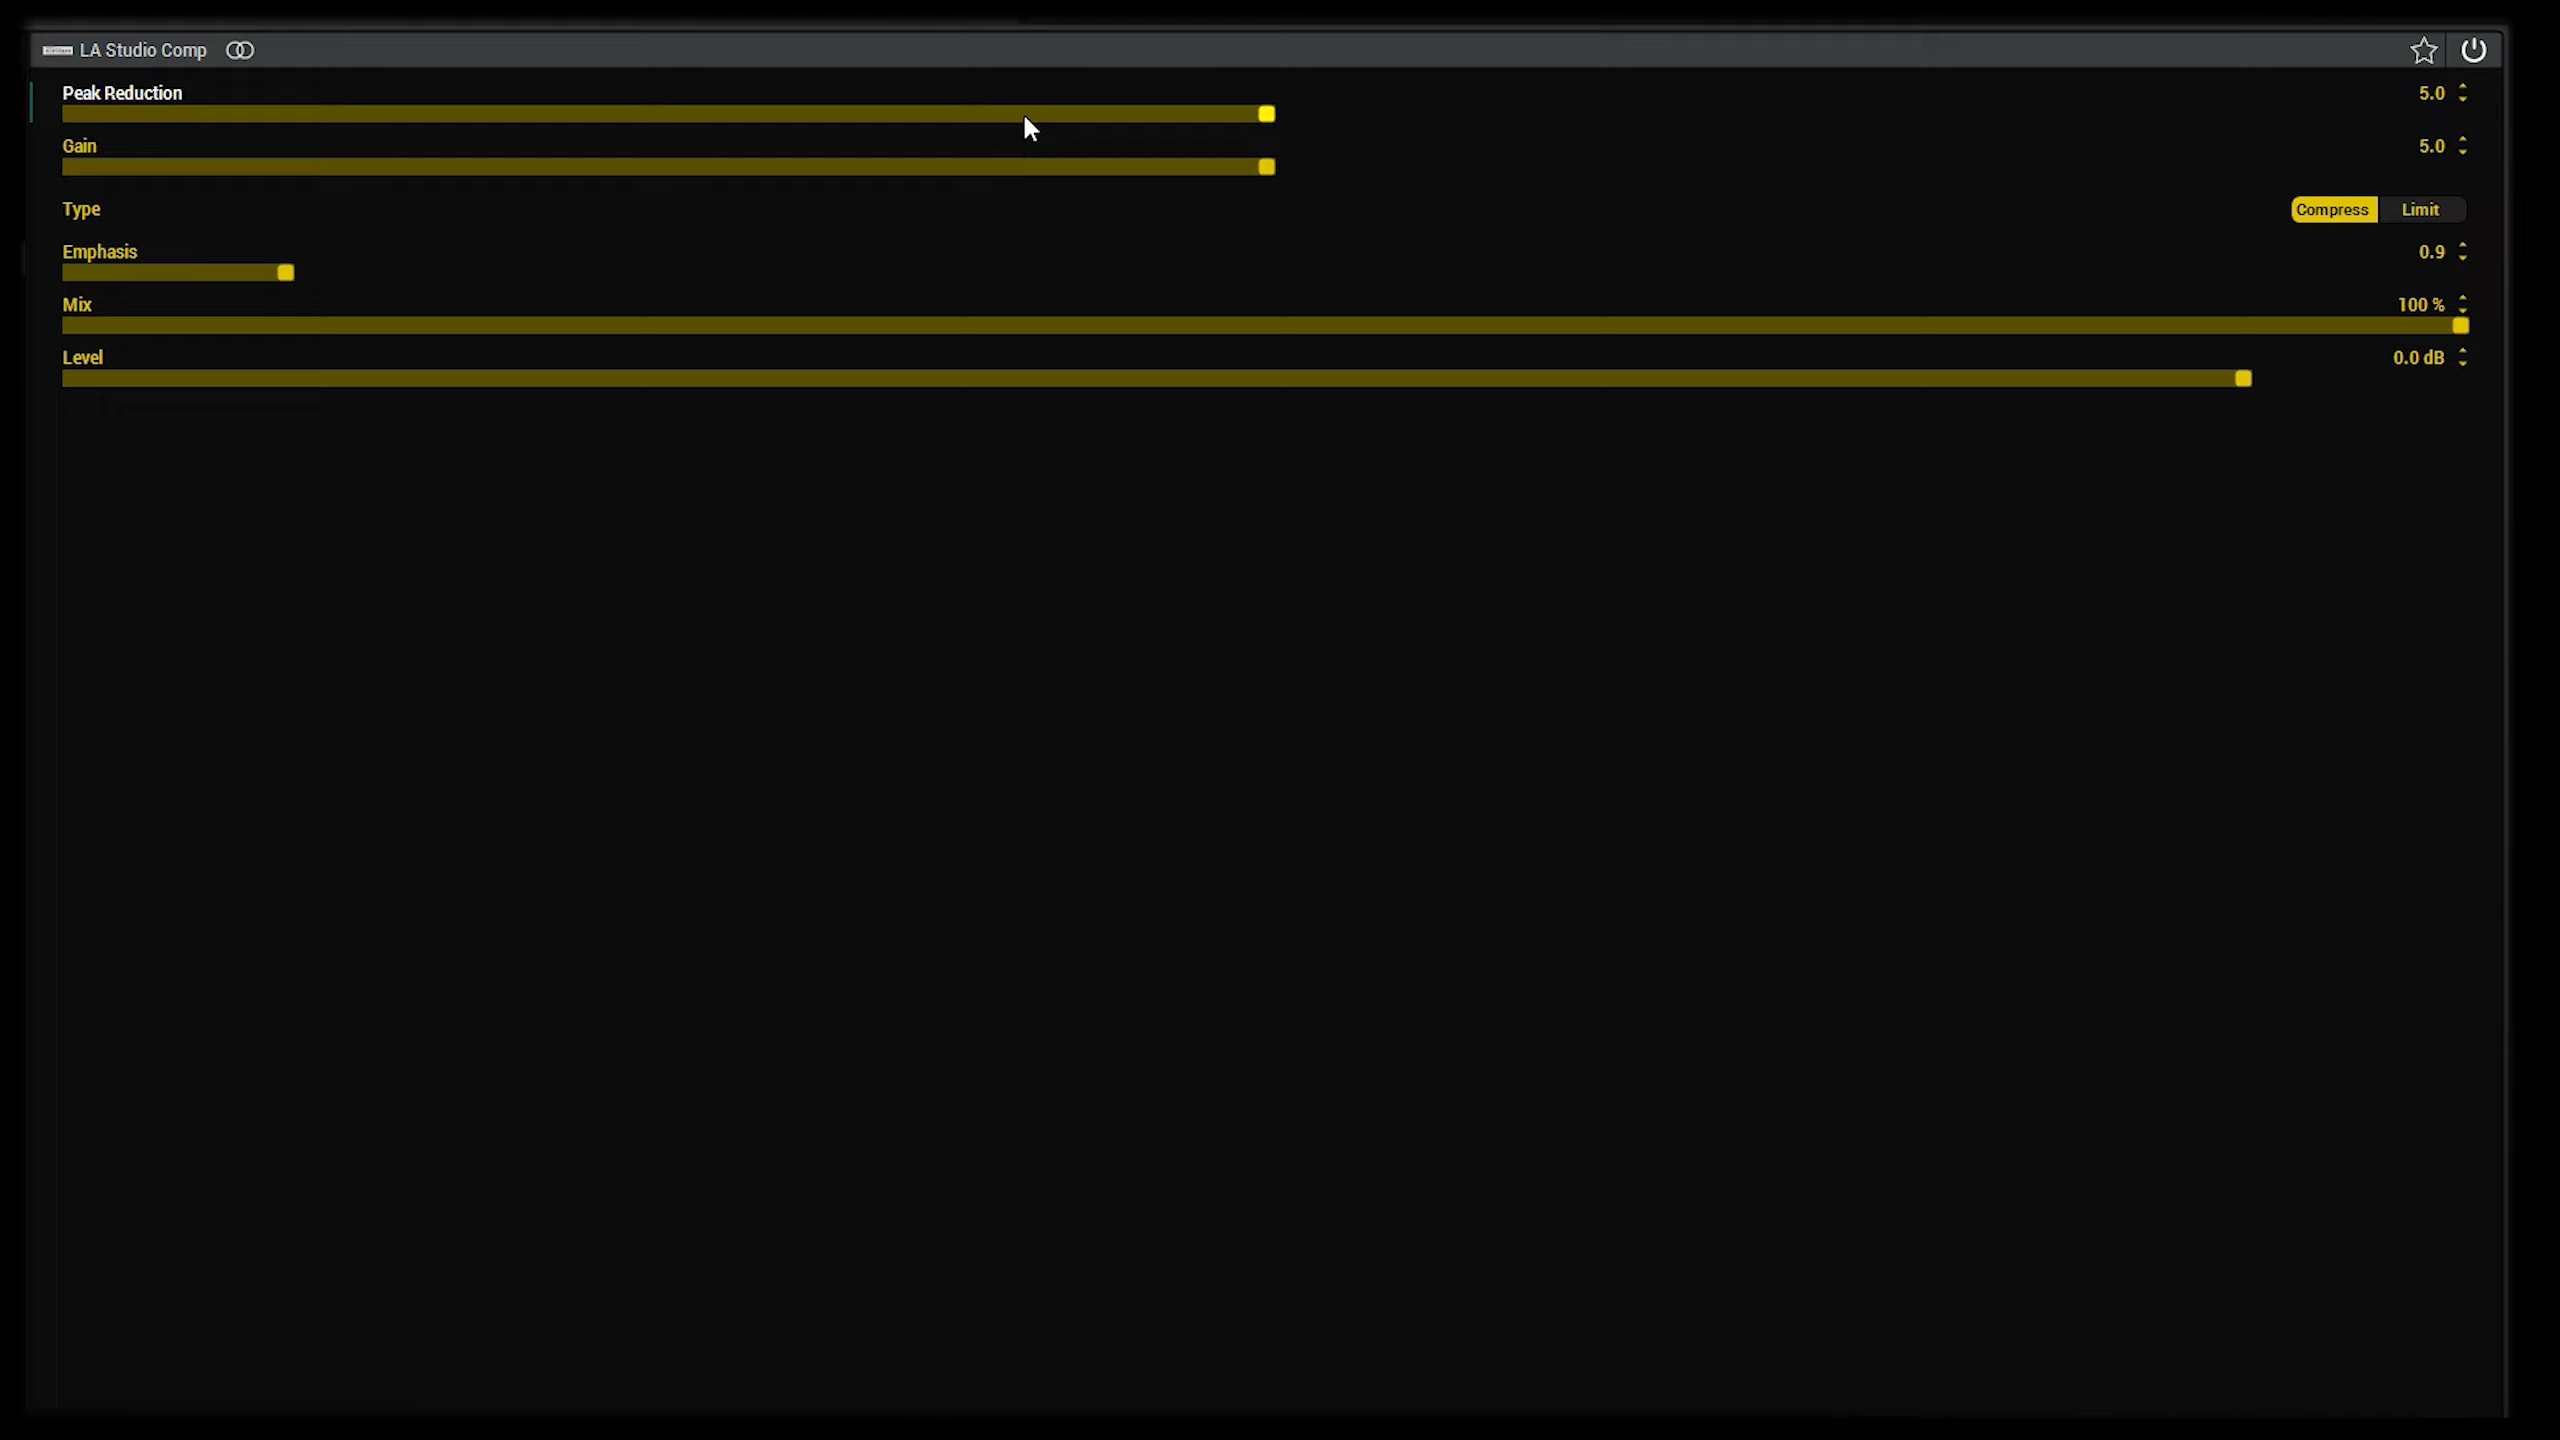 LA Studio Comp
Peak Reduction 5.0
Gain 5.0
Type Compress Limit
Emphasis 0.9
Mix 100 %
Level 0.0 dB